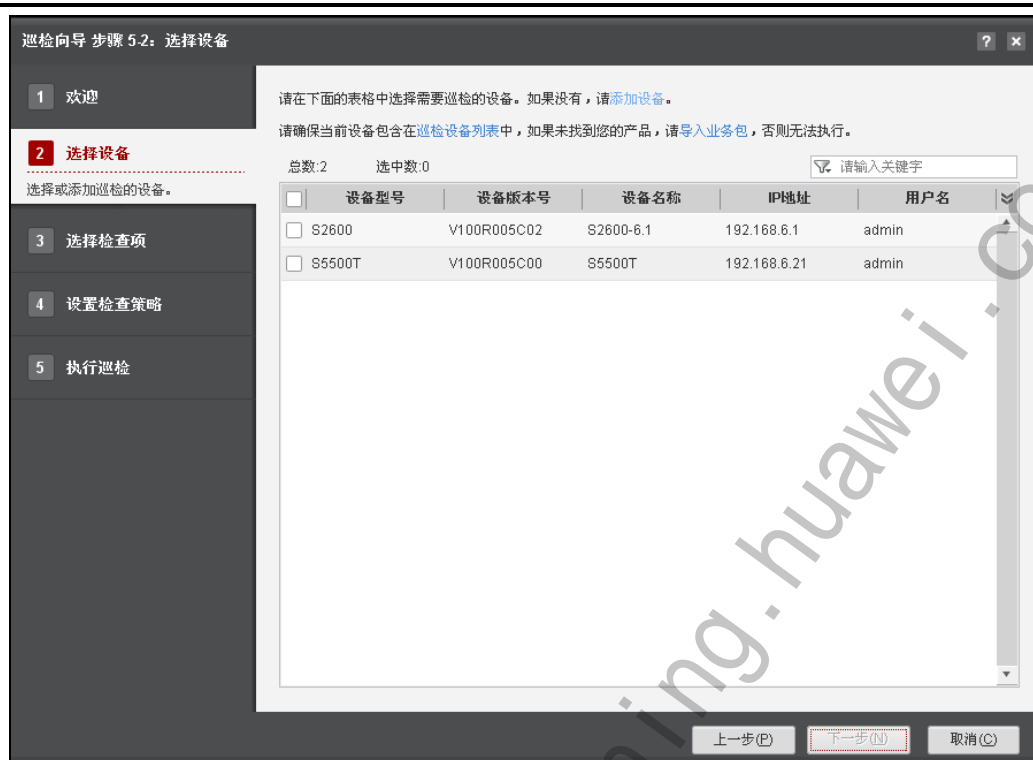 巡检向导 步骤 5-2：选择设备
? ×
1 欢迎
2 选择设备
选择或添加巡检的设备。
3 选择检查项
4 设置检查策略
5 执行巡检
请在下面的表格中选择需要巡检的设备。如果没有，请添加设备。
请确保当前设备包含在巡检设备列表中，如果未找到您的产品，请导入业务包，否则无法执行。
总数:2 选中数:0 请输入关键字
设备型号 设备版本号 设备名称 IP地址 用户名
S2600 V100R005C02 S2600-6.1 192.168.6.1 admin
S5500T V100R005C00 S5500T 192.168.6.21 admin
上一步(P) 下一步(N) 取消(C)
ning.huawei.co